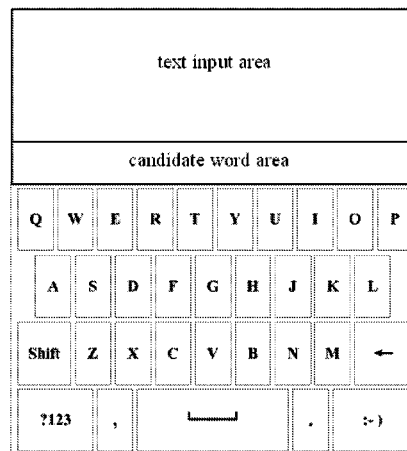 text input area
candidate word area
Q W E R T Y U I O P
A S D F G H J K L
Shift Z X C V B N M ←
?123 , . :-)